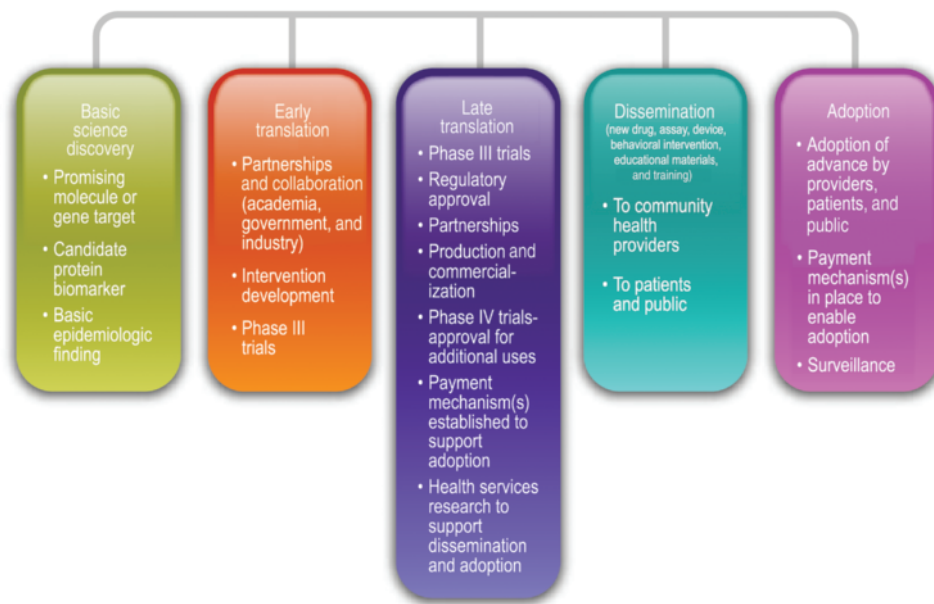 Basic
science
discovery
• Promising
molecule or
gene target
• Candidate
protein
biomarker
• Basic
epidemiologic
finding
Early
translation
• Partnerships
and collaboration
(academia,
government, and
industry)
• Intervention
development
• Phase III
trials
Late
translation
• Phase III trials
• Regulatory
approval
• Partnerships
• Production and
commercial-
ization
• Phase IV trials-
approval for
additional uses
• Payment
mechanism(s)
established to
support
adoption
• Health services
research to
support
dissemination
and adoption
Dissemination
(new drug, assay, device,
behavioral intervention,
educational materials,
and training)
• To community
health
providers
• To patients
and public
Adoption
• Adoption of
advance by
providers,
patients, and
public
• Payment
mechanism(s)
in place to
enable
adoption
• Surveillance